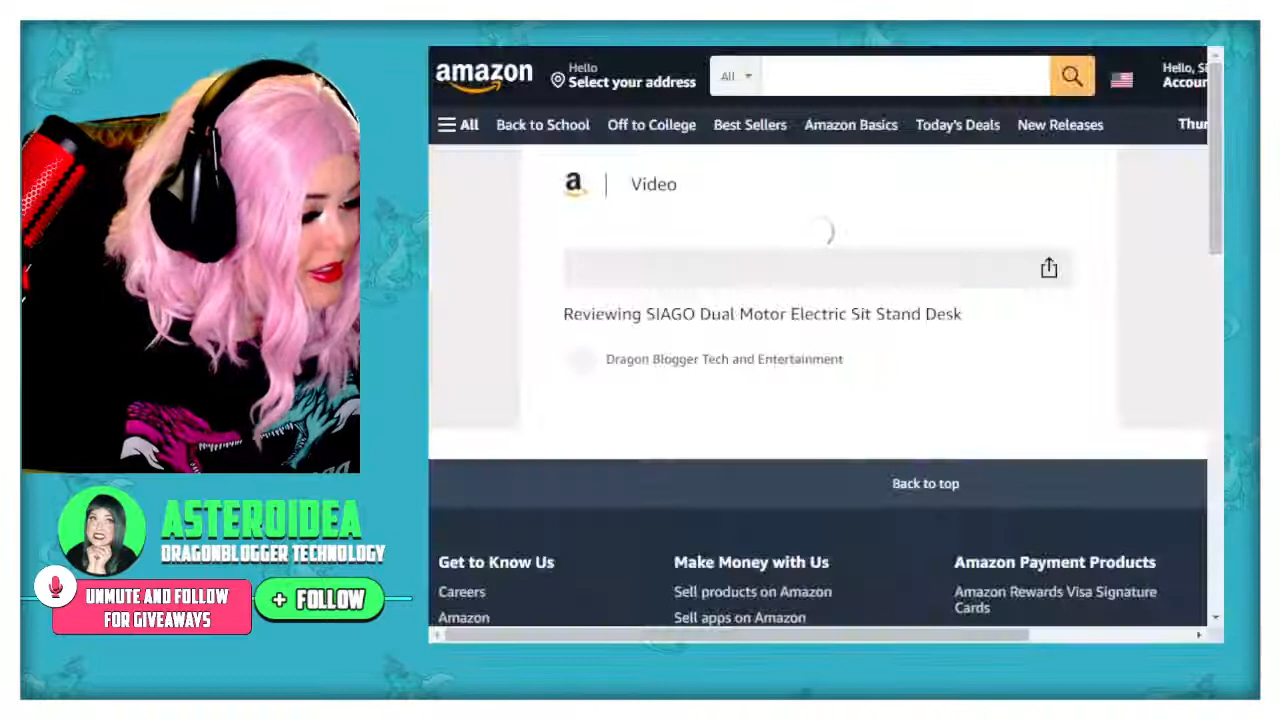 amazon
Hello
Select your address
All
Hello,
All
Back to School
Off to College
Best Sellers
Amazon Basics
Today's Deals
New Releases
a | Video
Reviewing SIAGO Dual Motor Electric Sit Stand Desk
Dragon Blogger Tech and Entertainment
Back to top
Get to Know Us
Careers
Amazon
Make Money with Us
Sell products on Amazon
Sell apps on Amazon
Amazon Payment Products
Amazon Rewards Visa Signature
Cards
ASTEROIDEA
DRAGONBLOGGER TECHNOLOGY
UNMUTE AND FOLLOW
FOR GIVEAWAYS
+ FOLLOW